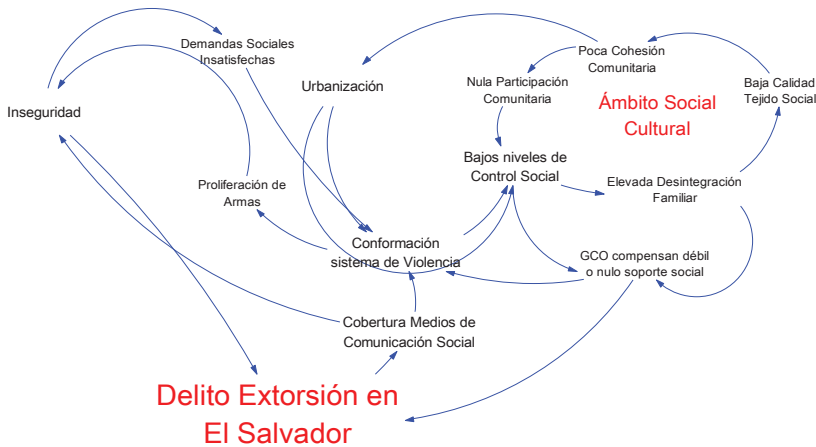 Demandas Sociales
Insatisfechas
Poca Cohesión
Comunitaria
Urbanización
Nula Participación
Comunitaria
Baja Calidad
Tejido Social
Inseguridad
Ámbito Social
Cultural
Bajos niveles de
Control Social
Proliferación de
Armas
Elevada Desintegración
Familiar
Conformación
sistema de Violencia
GCO compensan débil
o nulo soporte social
Cobertura Medios de
Comunicación Social
Delito Extorsión en
El Salvador